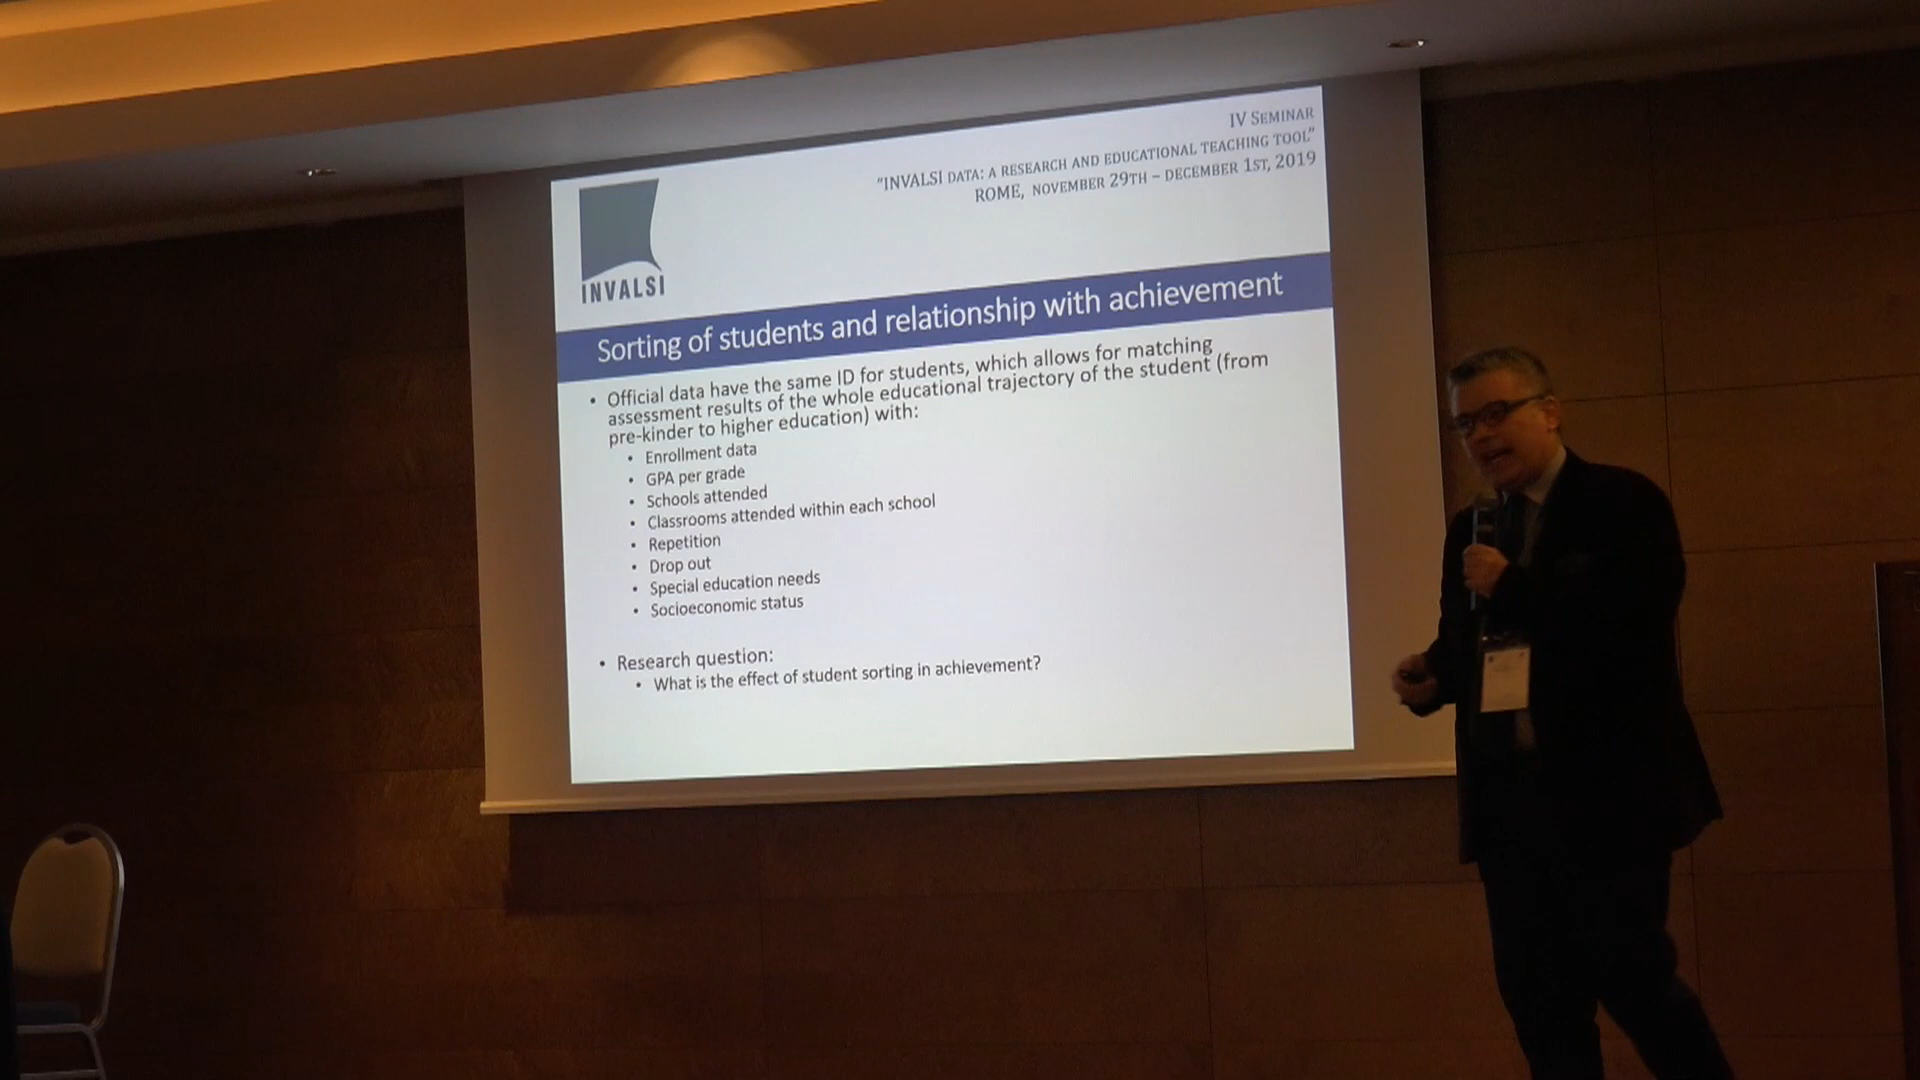 IV SEMINAR
"INVALSI DATA: A RESEARCH AND EDUCATIONAL TEACHING TOOL"
ROME, NOVEMBER 29TH – DECEMBER 1ST, 2019
INVALSI
Sorting of students and relationship with achievement
• Official data have the same ID for students, which allows for matching
assessment results of the whole educational trajectory of the student (from
pre-kinder to higher education) with:
• Enrollment data
• GPA per grade
• Schools attended
• Classrooms attended within each school
• Repetition
• Drop out
• Special education needs
• Socioeconomic status
• Research question:
• What is the effect of student sorting in achievement?